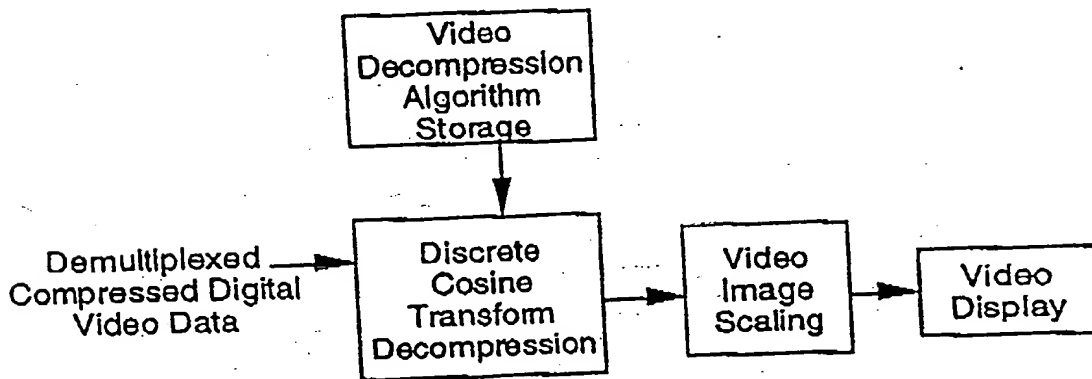 Video
Decompression
Algorithm
Storage
Demultiplexed
Compressed Digital
Video Data
Discrete
Cosine
Transform
Decompression
Video
Image
Scaling
Video
Display